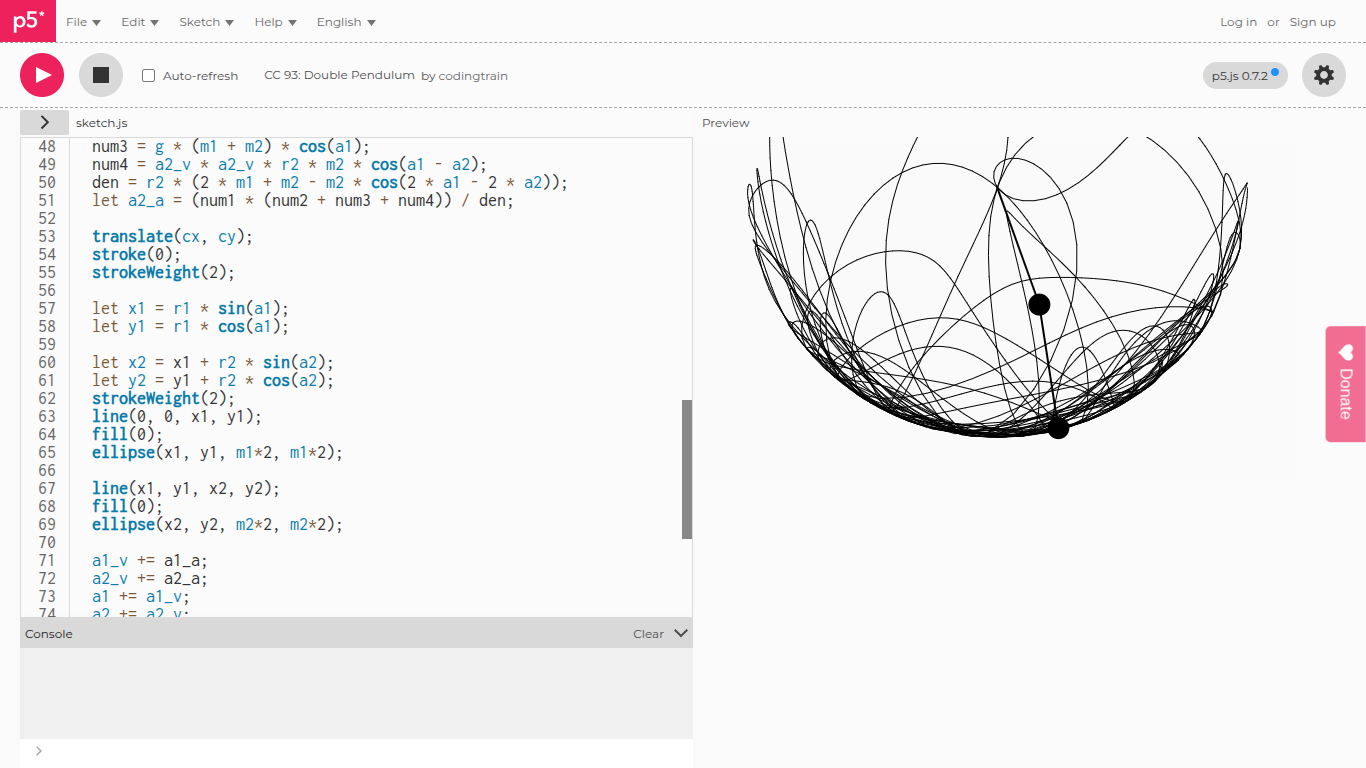 p5*
File Edit Sketch Help English Log in or Sign up
Auto-refresh CC 93: Double Pendulum by codingtrain p5.js 0.7.2
sketch.js
Preview
48 num3 = g * (m1 + m2) * cos(a1);
49 num4 = a2_v * a2_v * r2 * m2 * cos(a1 - a2);
50 den = r2 * (2 * m1 + m2 - m2 * cos(2 * a1 - 2 * a2));
51 let a2_a = (num1 * (num2 + num3 + num4)) / den;
52
53 translate(cx, cy);
54 stroke(0);
55 strokeWeight(2);
56
57 let x1 = r1 * sin(a1);
58 let y1 = r1 * cos(a1);
59
60 let x2 = x1 + r2 * sin(a2);
61 let y2 = y1 + r2 * cos(a2);
62 strokeWeight(2);
63 line(0, 0, x1, y1);
64 fill(0);
65 ellipse(x1, y1, m1*2, m1*2);
66
67 line(x1, y1, x2, y2);
68 fill(0);
69 ellipse(x2, y2, m2*2, m2*2);
70
71 a1_v += a1_a;
72 a2_v += a2_a;
73 a1 += a1_v;
74 a2 += a2_v;
Console Clear
Donate